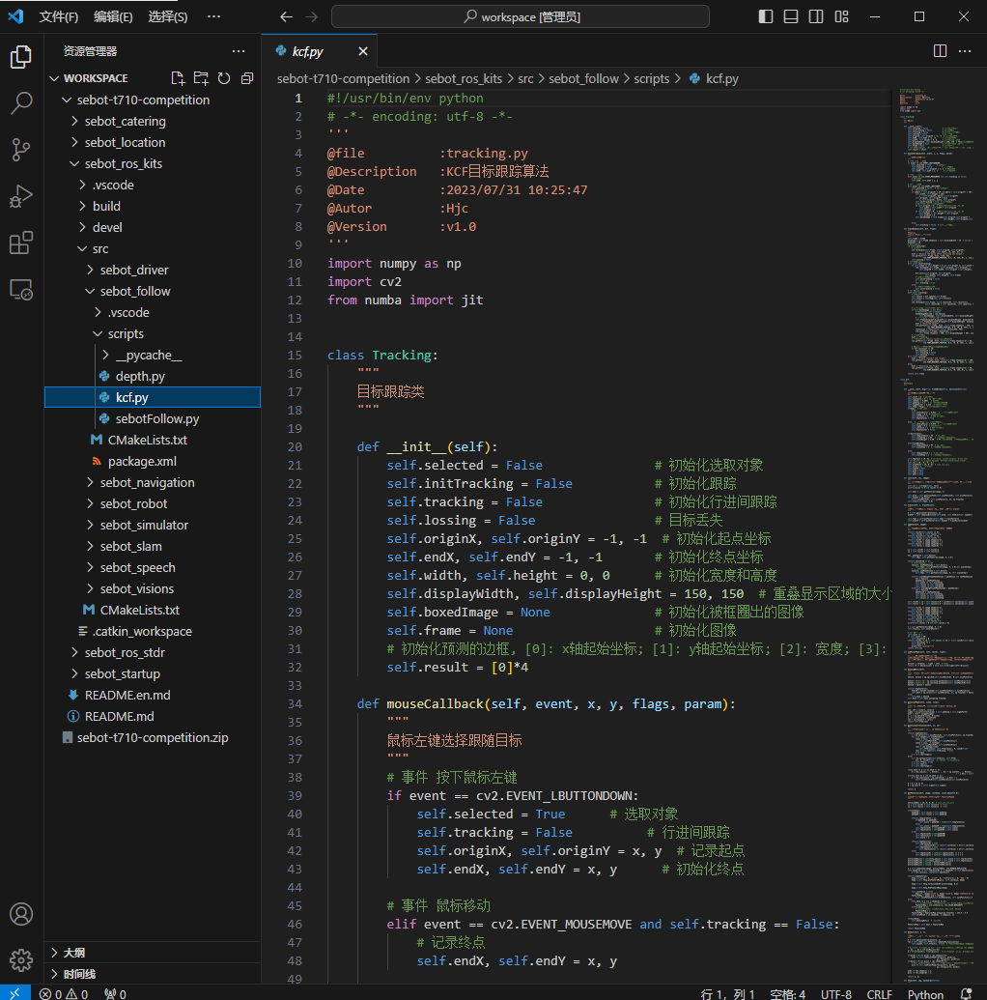 文件(F) 编辑(E) 选择(S) ··· workspace [管理员]
资源管理器 ···
WORKSPACE
sebot-t710-competition
sebot_catering
sebot_location
sebot_ros_kits
.vscode
build
devel
src
sebot_driver
sebot_follow
.vscode
scripts
__pycache__
depth.py
kcf.py
sebotFollow.py
CMakeLists.txt
package.xml
sebot_navigation
sebot_robot
sebot_simulator
sebot_slam
sebot_speech
sebot_visions
CMakeLists.txt
.catkin_workspace
sebot_ros_stdr
sebot_startup
README.en.md
README.md
sebot-t710-competition.zip
大纲
时间线
kcf.py
sebot-t710-competition > sebot_ros_kits > src > sebot_follow > scripts > kcf.py
1 #!/usr/bin/env python
2 # -*- encoding: utf-8 -*-
3 '''
4 @file :tracking.py
5 @Description :KCF目标跟踪算法
6 @Date :2023/07/31 10:25:47
7 @Autor :Hjc
8 @Version :v1.0
9 '''
10 import numpy as np
11 import cv2
12 from numba import jit
13
14
15 class Tracking:
16 """
17 目标跟踪类
18 """
19
20 def __init__(self):
21 self.selected = False # 初始化选取对象
22 self.initTracking = False # 初始化跟踪
23 self.tracking = False # 初始化行进间跟踪
24 self.lossing = False # 目标丢失
25 self.originX, self.originY = -1, -1 # 初始化起点坐标
26 self.endX, self.endY = -1, -1 # 初始化终点坐标
27 self.width, self.height = 0, 0 # 初始化宽度和高度
28 self.displayWidth, self.displayHeight = 150, 150 # 重叠显示区域的大小
29 self.boxedImage = None # 初始化被框圈出的图像
30 self.frame = None # 初始化图像
31 # 初始化预测的边框, [0]: x轴起始坐标; [1]: y轴起始坐标; [2]: 宽度; [3]:
32 self.result = [0]*4
33
34 def mouseCallback(self, event, x, y, flags, param):
35 """
36 鼠标左键选择跟随目标
37 """
38 # 事件 按下鼠标左键
39 if event == cv2.EVENT_LBUTTONDOWN:
40 self.selected = True # 选取对象
41 self.tracking = False # 行进间跟踪
42 self.originX, self.originY = x, y # 记录起点
43 self.endX, self.endY = x, y # 初始化终点
44
45 # 事件 鼠标移动
46 elif event == cv2.EVENT_MOUSEMOVE and self.tracking == False:
47 # 记录终点
48 self.endX, self.endY = x, y
49
0 0 0 行 1, 列 1 空格: 4 UTF-8 CRLF Python